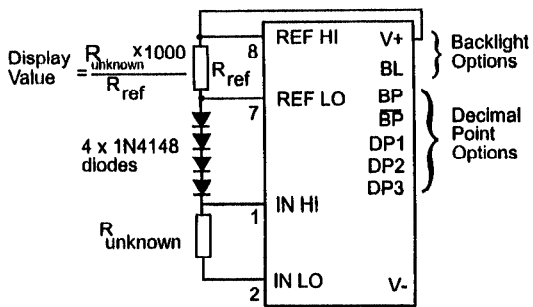 Display
Value = R unknown x1000 / R ref
R ref
4 x 1N4148
diodes
R unknown
8
7
1
2
REF HI
REF LO
IN HI
IN LO
V+
BL
BP
BP
DP1
DP2
DP3
V-
Backlight
Options
Decimal
Point
Options